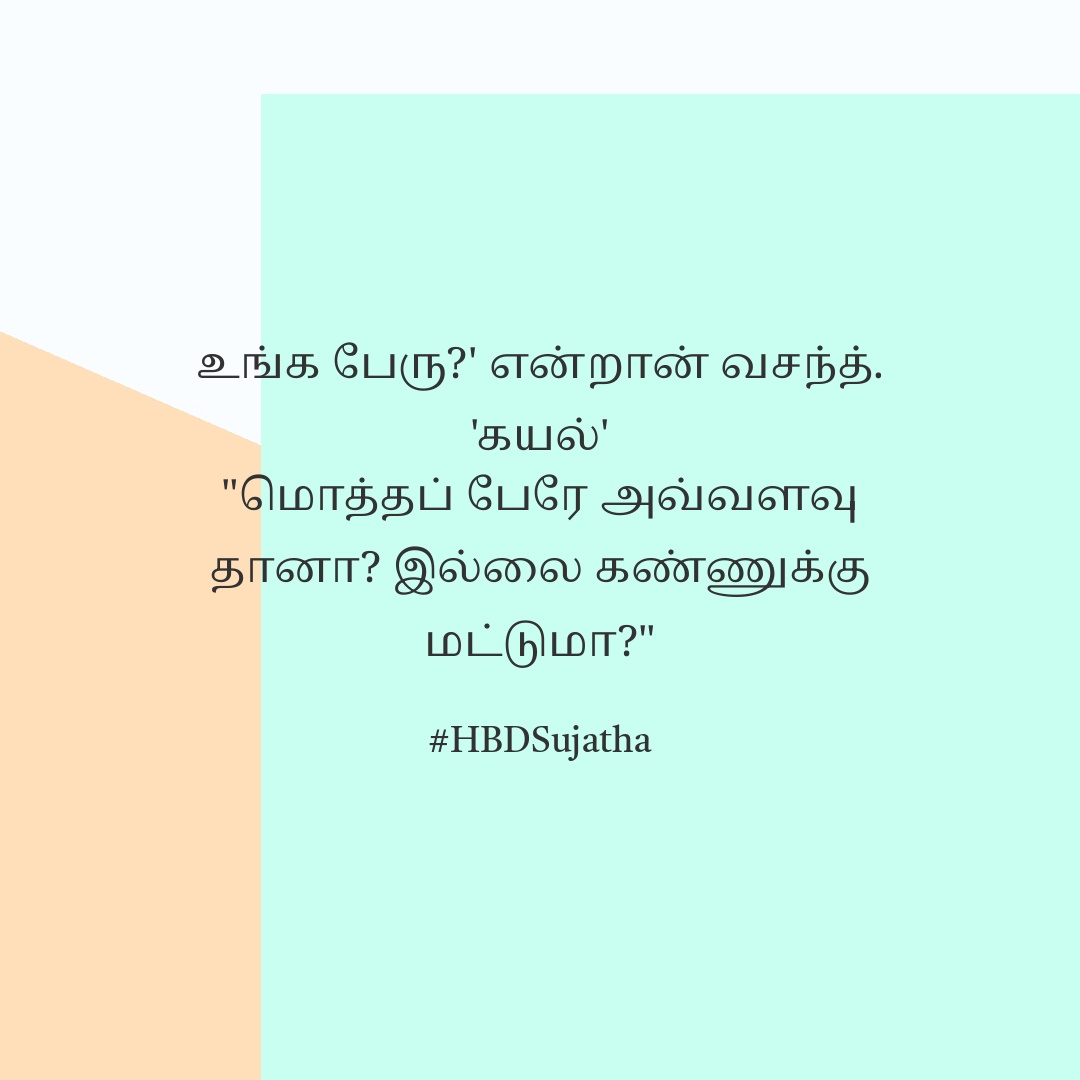 உங்க பேரு?' என்றான் வசந்த்.
'கயல்'
"மொத்தப் பேரே அவ்வளவு
தானா? இல்லை கண்ணுக்கு
மட்டுமா?"
#HBDSujatha